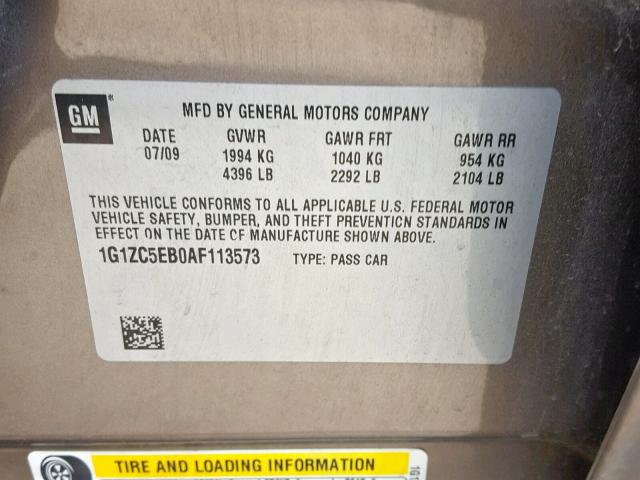 GM
MFD BY GENERAL MOTORS COMPANY
DATE GVWR GAWR FRT GAWR RR
07/09 1994 KG 1040 KG 954 KG
4396 LB 2292 LB 2104 LB
THIS VEHICLE CONFORMS TO ALL APPLICABLE U.S. FEDERAL MOTOR
VEHICLE SAFETY, BUMPER, AND THEFT PREVENTION STANDARDS IN
EFFECT ON THE DATE OF MANUFACTURE SHOWN ABOVE.
1G1ZC5EB0AF113573 TYPE: PASS CAR
TIRE AND LOADING INFORMATION